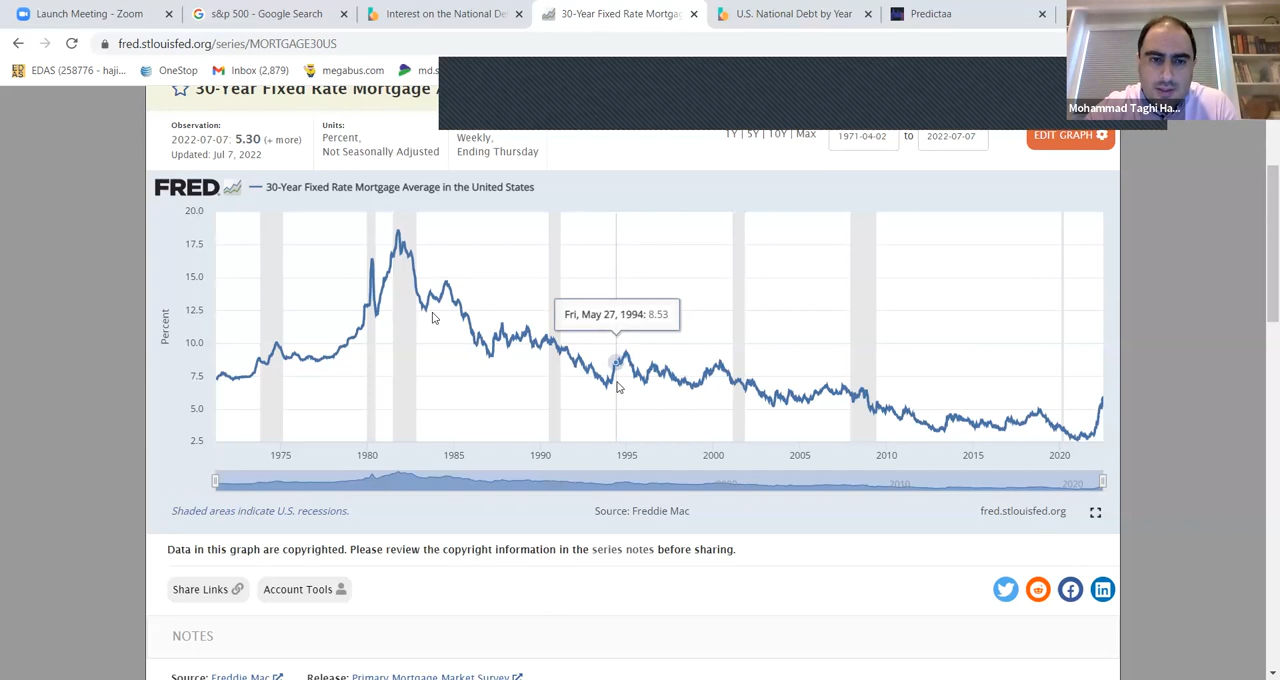 Launch Meeting - Zoom
s&p 500 - Google Search
Interest on the National De
30-Year Fixed Rate Mortgag
U.S. National Debt by Year
Predictaa
fred.stlouisfed.org/series/MORTGAGE30US
EDAS (258776 - haji...
OneStop
Inbox (2,879)
megabus.com
md.s
Mohammad Taghi Ha...
30-Year Fixed Rate Mortgage
Observation:
2022-07-07: 5.30 (+ more)
Updated: Jul 7, 2022
Units:
Percent,
Not Seasonally Adjusted
Weekly,
Ending Thursday
1Y | 5Y | 10Y | Max
1971-04-02 to 2022-07-07
EDIT GRAPH
FRED
30-Year Fixed Rate Mortgage Average in the United States
Percent
20.0
17.5
15.0
12.5
10.0
7.5
5.0
2.5
Fri, May 27, 1994: 8.53
1975 1980 1985 1990 1995 2000 2005 2010 2015 2020
2000 2010 2020
Shaded areas indicate U.S. recessions.
Source: Freddie Mac
fred.stlouisfed.org
Data in this graph are copyrighted. Please review the copyright information in the series notes before sharing.
Share Links
Account Tools
NOTES
Source: Freddie Mac
Release: Primary Mortgage Market Survey